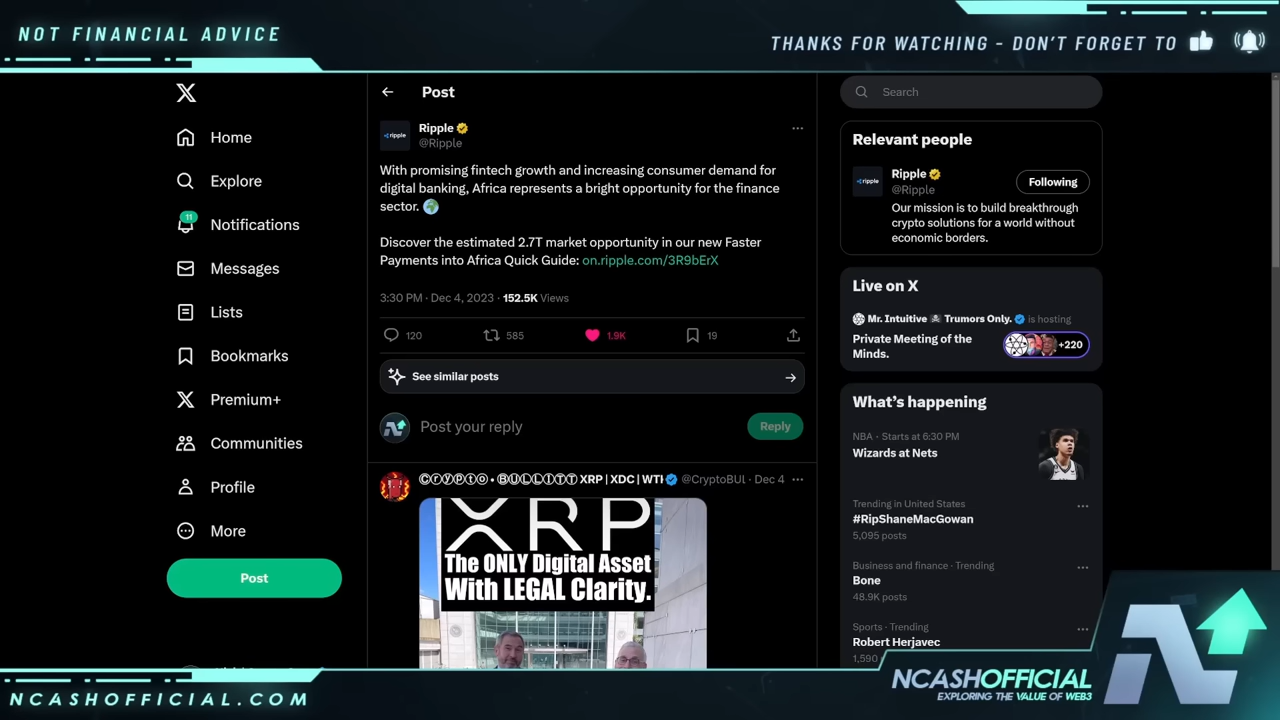 NOT FINANCIAL ADVICE
THANKS FOR WATCHING - DON'T FORGET TO
Home
Explore
11
Notifications
Messages
Lists
Bookmarks
Premium+
Communities
Profile
More
Post
Post
ripple
Ripple
@Ripple
With promising fintech growth and increasing consumer demand for
digital banking, Africa represents a bright opportunity for the finance
sector. 🌍
Discover the estimated 2.7T market opportunity in our new Faster
Payments into Africa Quick Guide: on.ripple.com/3R9bErX
3:30 PM · Dec 4, 2023 · 152.5K Views
120 585 1.9K 19
See similar posts
Post your reply
Reply
Ⓒⓡⓨⓟⓣⓞ • ⒷⓊⓁⓁⒾⓉⓉ XRP | XDC | WTI @CryptoBUl · Dec 4
XRP
The ONLY Digital Asset
With LEGAL Clarity.
Search
Relevant people
ripple
Ripple
@Ripple
Following
Our mission is to build breakthrough
crypto solutions for a world without
economic borders.
Live on X
Mr. Intuitive ☠ Trumors Only. is hosting
Private Meeting of the
Minds.
+220
What's happening
NBA · Starts at 6:30 PM
Wizards at Nets
Trending in United States
#RipShaneMacGowan
5,095 posts
Business and finance · Trending
Bone
48.9K posts
Sports · Trending
Robert Herjavec
1,590
NCASHOFFICIAL
EXPLORING THE VALUE OF WEB3
NCASHOFFICIAL.COM